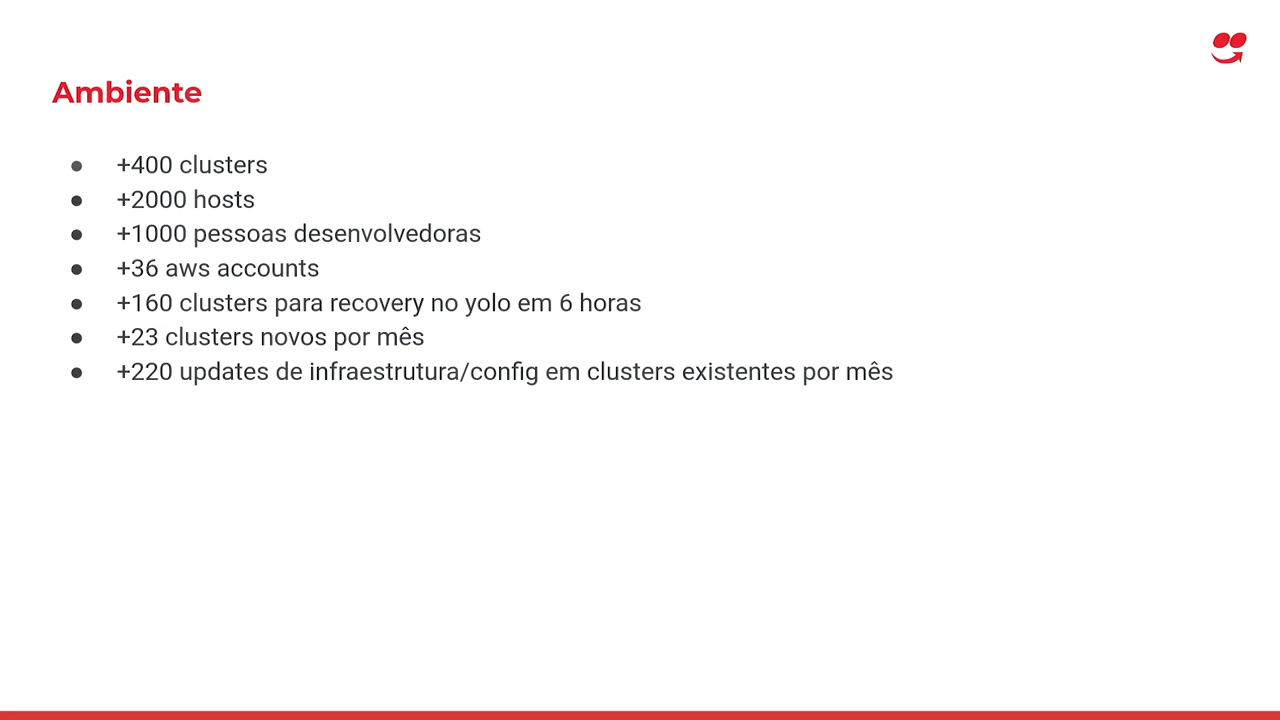 Ambiente
● +400 clusters
● +2000 hosts
● +1000 pessoas desenvolvedoras
● +36 aws accounts
● +160 clusters para recovery no yolo em 6 horas
● +23 clusters novos por mês
● +220 updates de infraestrutura/config em clusters existentes por mês